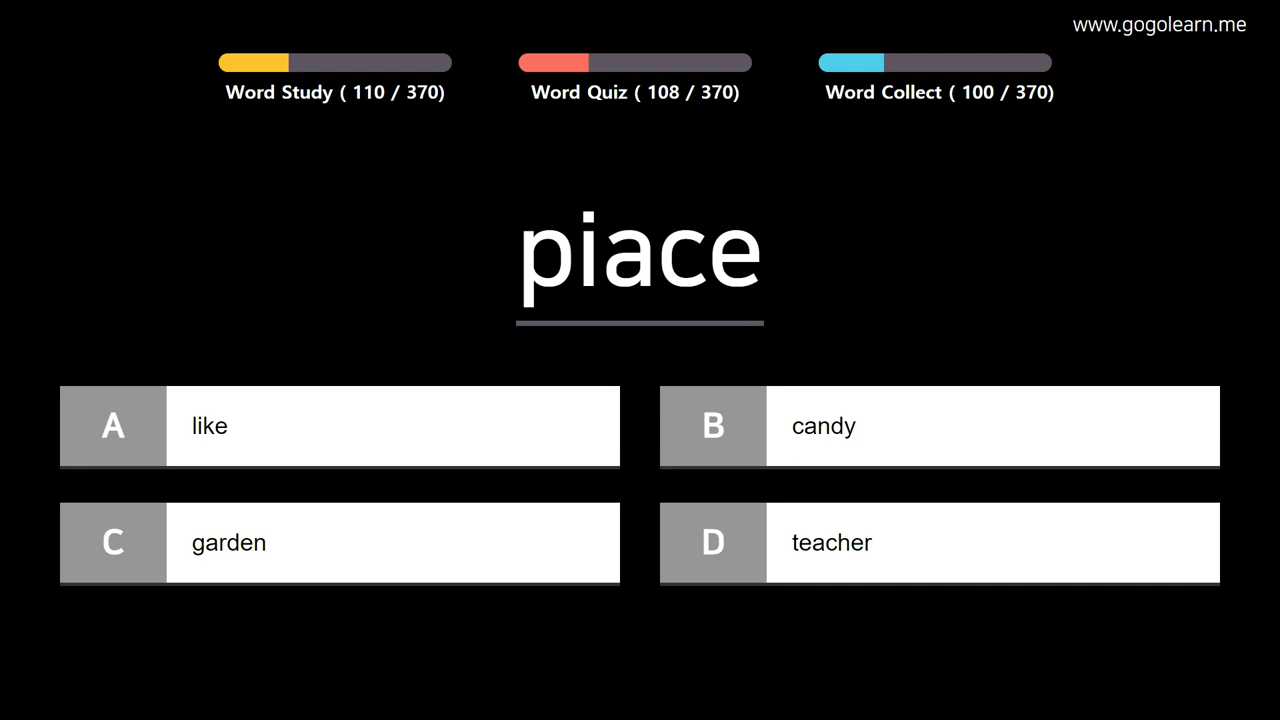 www.gogolearn.me
Word Study ( 110 / 370)
Word Quiz ( 108 / 370)
Word Collect ( 100 / 370)
piace
A like
B candy
C garden
D teacher